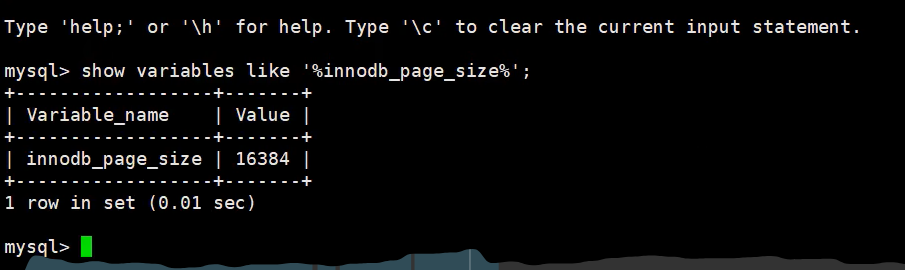 Type 'help;' or '\h' for help. Type '\c' to clear the current input statement.
mysql> show variables like '%innodb_page_size%';
+------------------+-------+
| Variable_name    | Value |
+------------------+-------+
| innodb_page_size | 16384 |
+------------------+-------+
1 row in set (0.01 sec)
mysql>